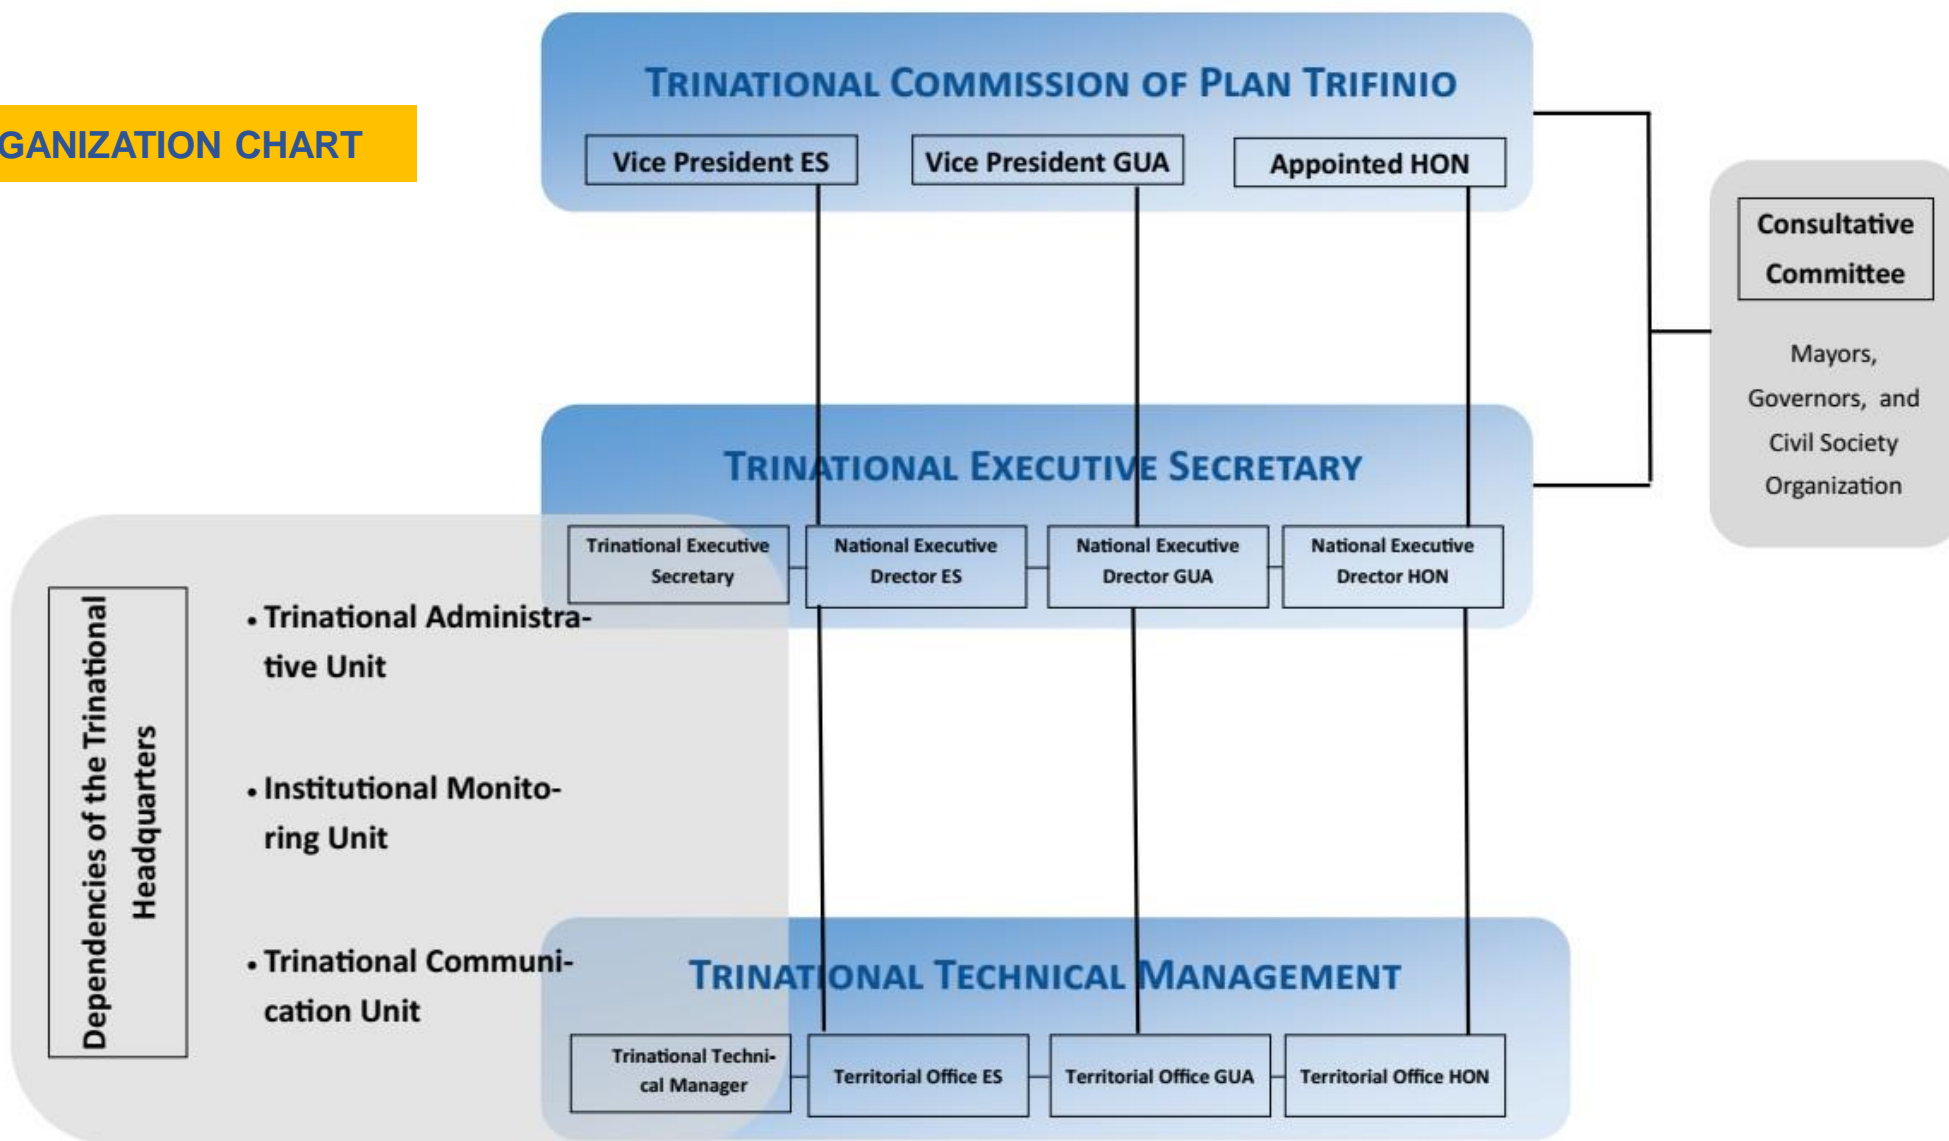 GANIZATION CHART
TRINATIONAL COMMISSION OF PLAN TRIFINIO
Vice President ES
Vice President GUA
Appointed HON
Consultative
Committee
Mayors,
Governors, and
Civil Society
Organization
TRINATIONAL EXECUTIVE SECRETARY
Trinational Executive
Secretary
National Executive
Drector ES
National Executive
Drector GUA
National Executive
Drector HON
Dependencies of the Trinational
Headquarters
• Trinational Administra-
tive Unit
• Institutional Monito-
ring Unit
• Trinational Communi-
cation Unit
TRINATIONAL TECHNICAL MANAGEMENT
Trinational Techni-
cal Manager
Territorial Office ES
Territorial Office GUA
Territorial Office HON